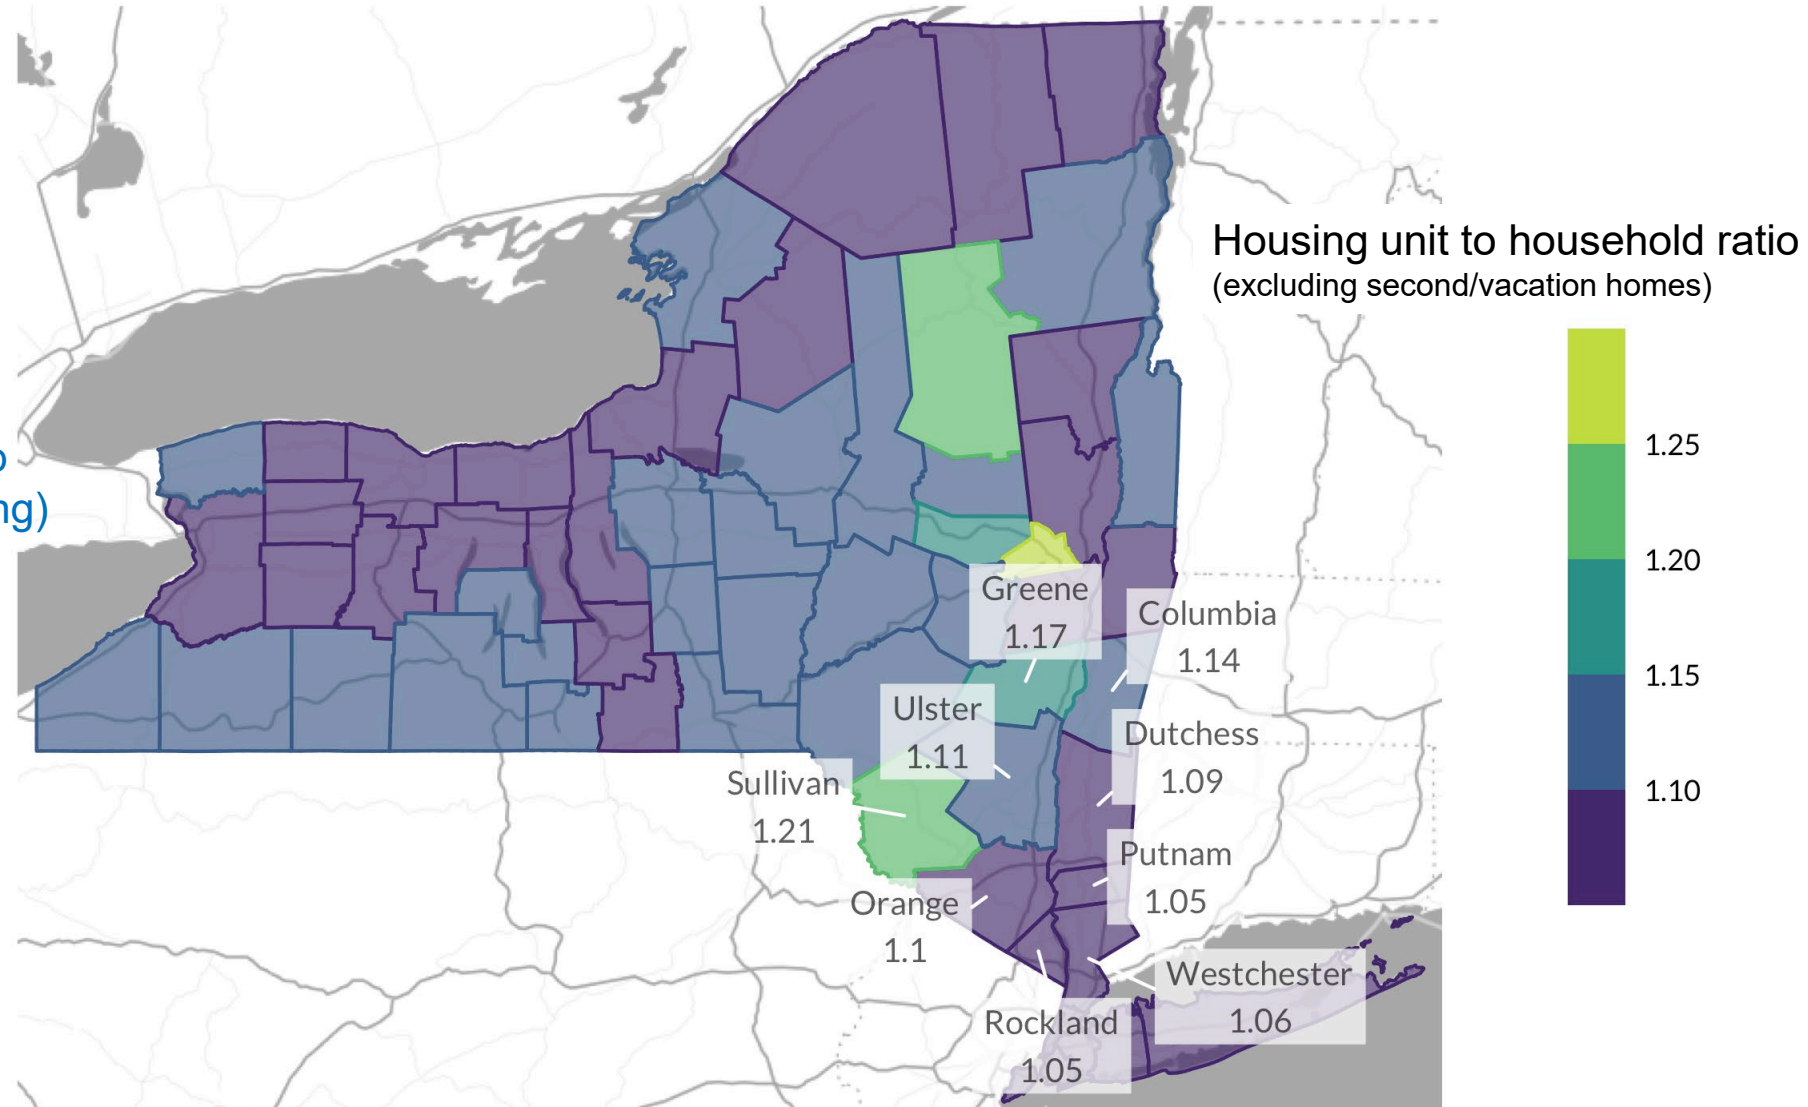 Housing unit to household ratio
(excluding second/vacation homes)
1.25
1.20
1.15
1.10
ng)
Greene
1.17
Columbia
1.14
Ulster
1.11
Dutchess
1.09
Sullivan
1.21
Putnam
1.05
Orange
1.1
Westchester
1.06
Rockland
1.05